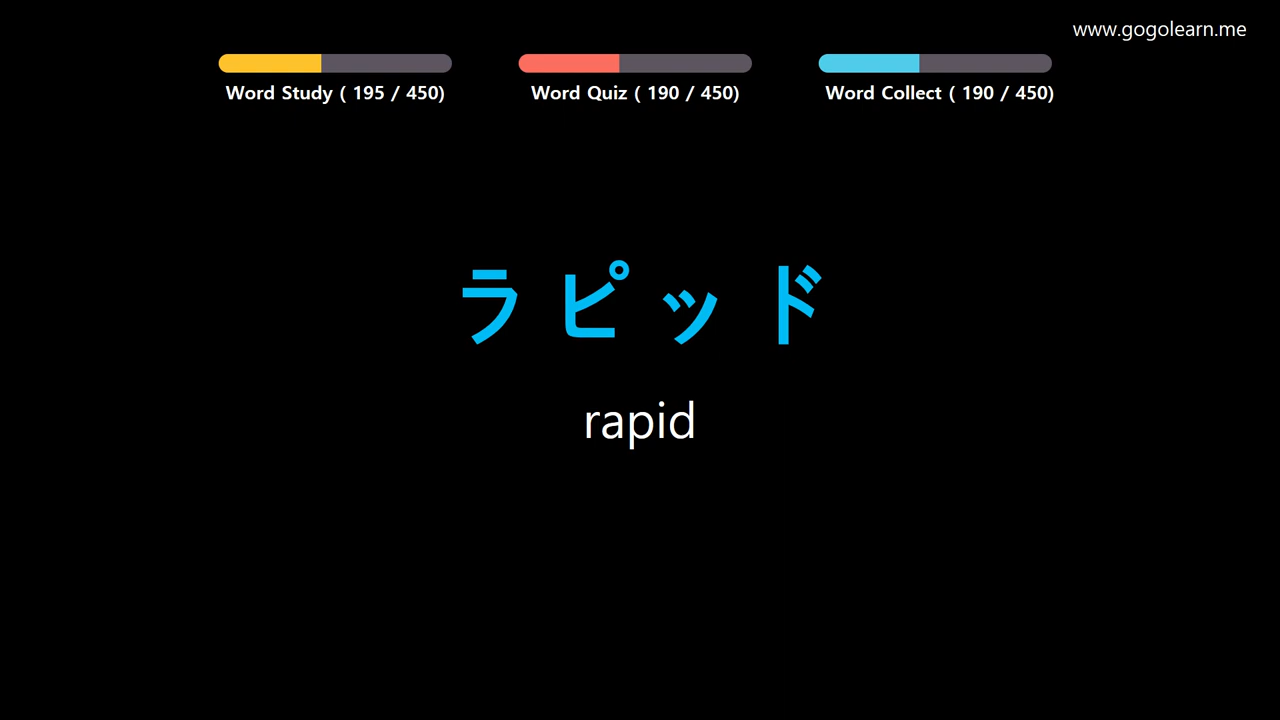 www.gogolearn.me
Word Study ( 195 / 450)
Word Quiz ( 190 / 450)
Word Collect ( 190 / 450)
ラピッド
rapid